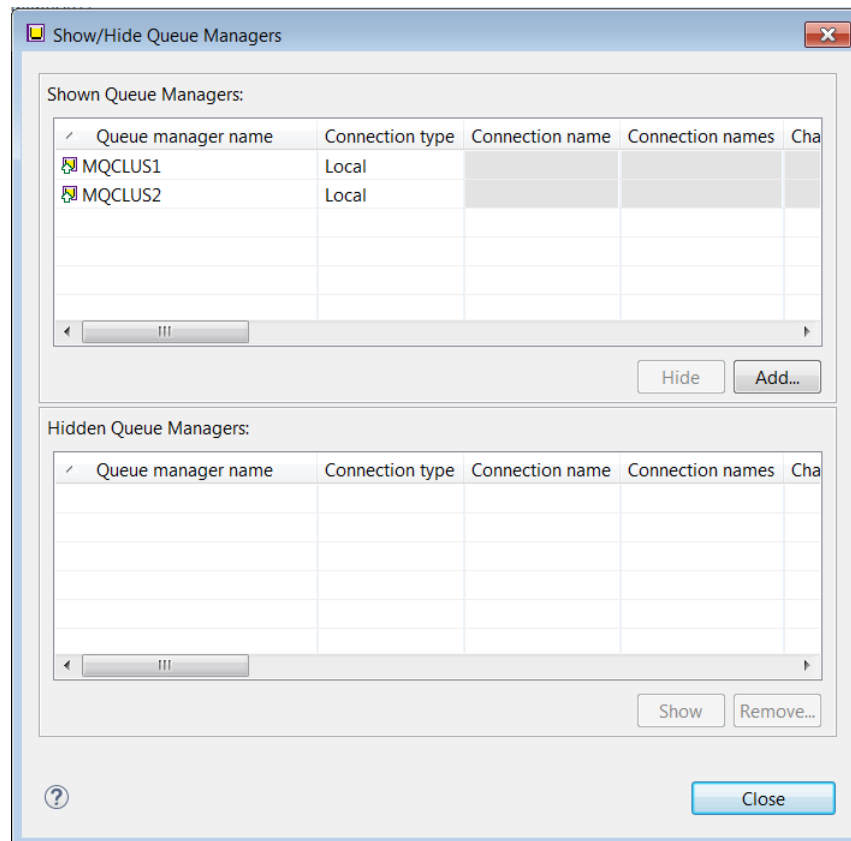 Show/Hide Queue Managers
Shown Queue Managers:
Queue manager name Connection type Connection name Connection names Cha
MQCLUS1 Local
MQCLUS2 Local
Hide Add...
Hidden Queue Managers:
Queue manager name Connection type Connection name Connection names Cha
Show Remove...
? Close